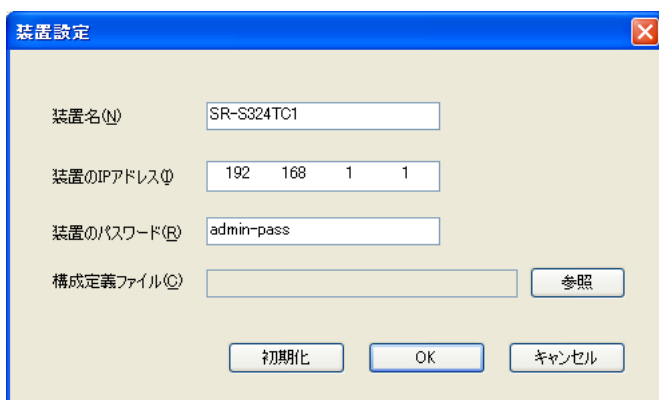 装置設定
装置名(N) SR-S324TC1
装置のIPアドレス(I) 192 168 1 1
装置のパスワード(R) admin-pass
構成定義ファイル(C) 参照
初期化 OK キャンセル